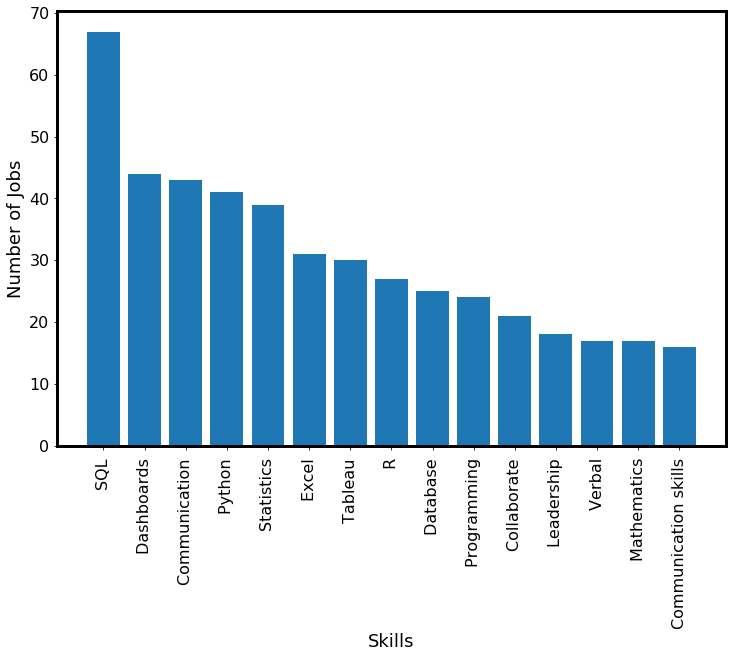 70
60
50
40
30
20
10
0
Number of Jobs
SQL
Dashboards
Communication
Python
Statistics
Excel
Tableau
R
Database
Programming
Collaborate
Leadership
Verbal
Mathematics
Communication skills
Skills